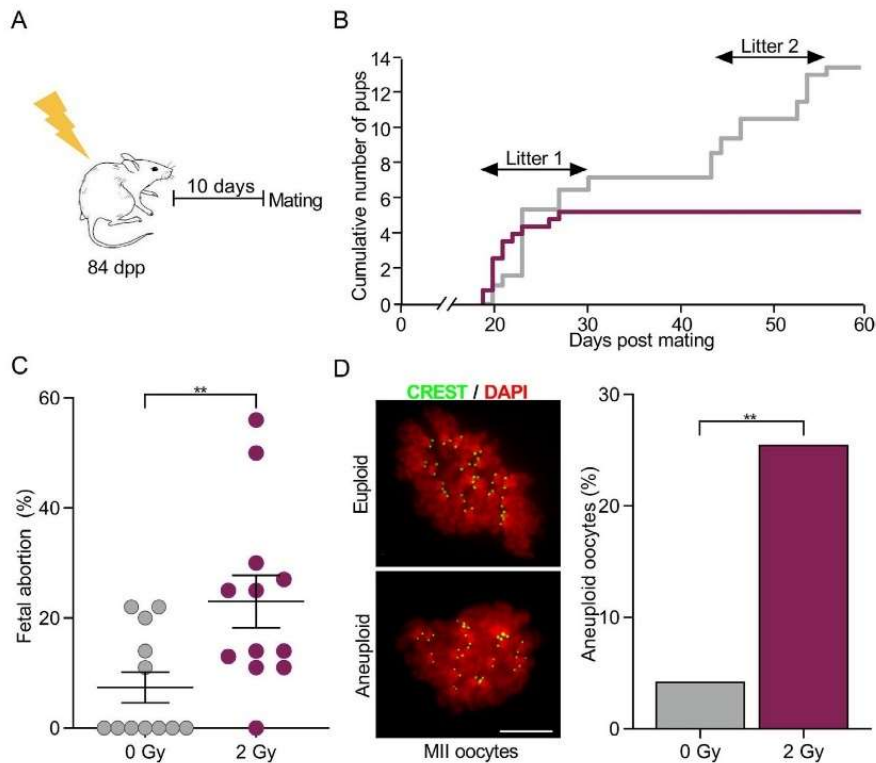 A
10 days
Mating
84 dpp
B
Cumulative number of pups
14
12
10
8
6
4
2
0
Litter 1
Litter 2
0
20
30
40
50
60
Days post mating
C
Fetal abortion (%)
60
40
20
0
**
0 Gy
2 Gy
D
CREST / DAPI
Euploid
Aneuploid
MII oocytes
Aneuploid oocytes (%)
30
20
10
0
**
0 Gy
2 Gy